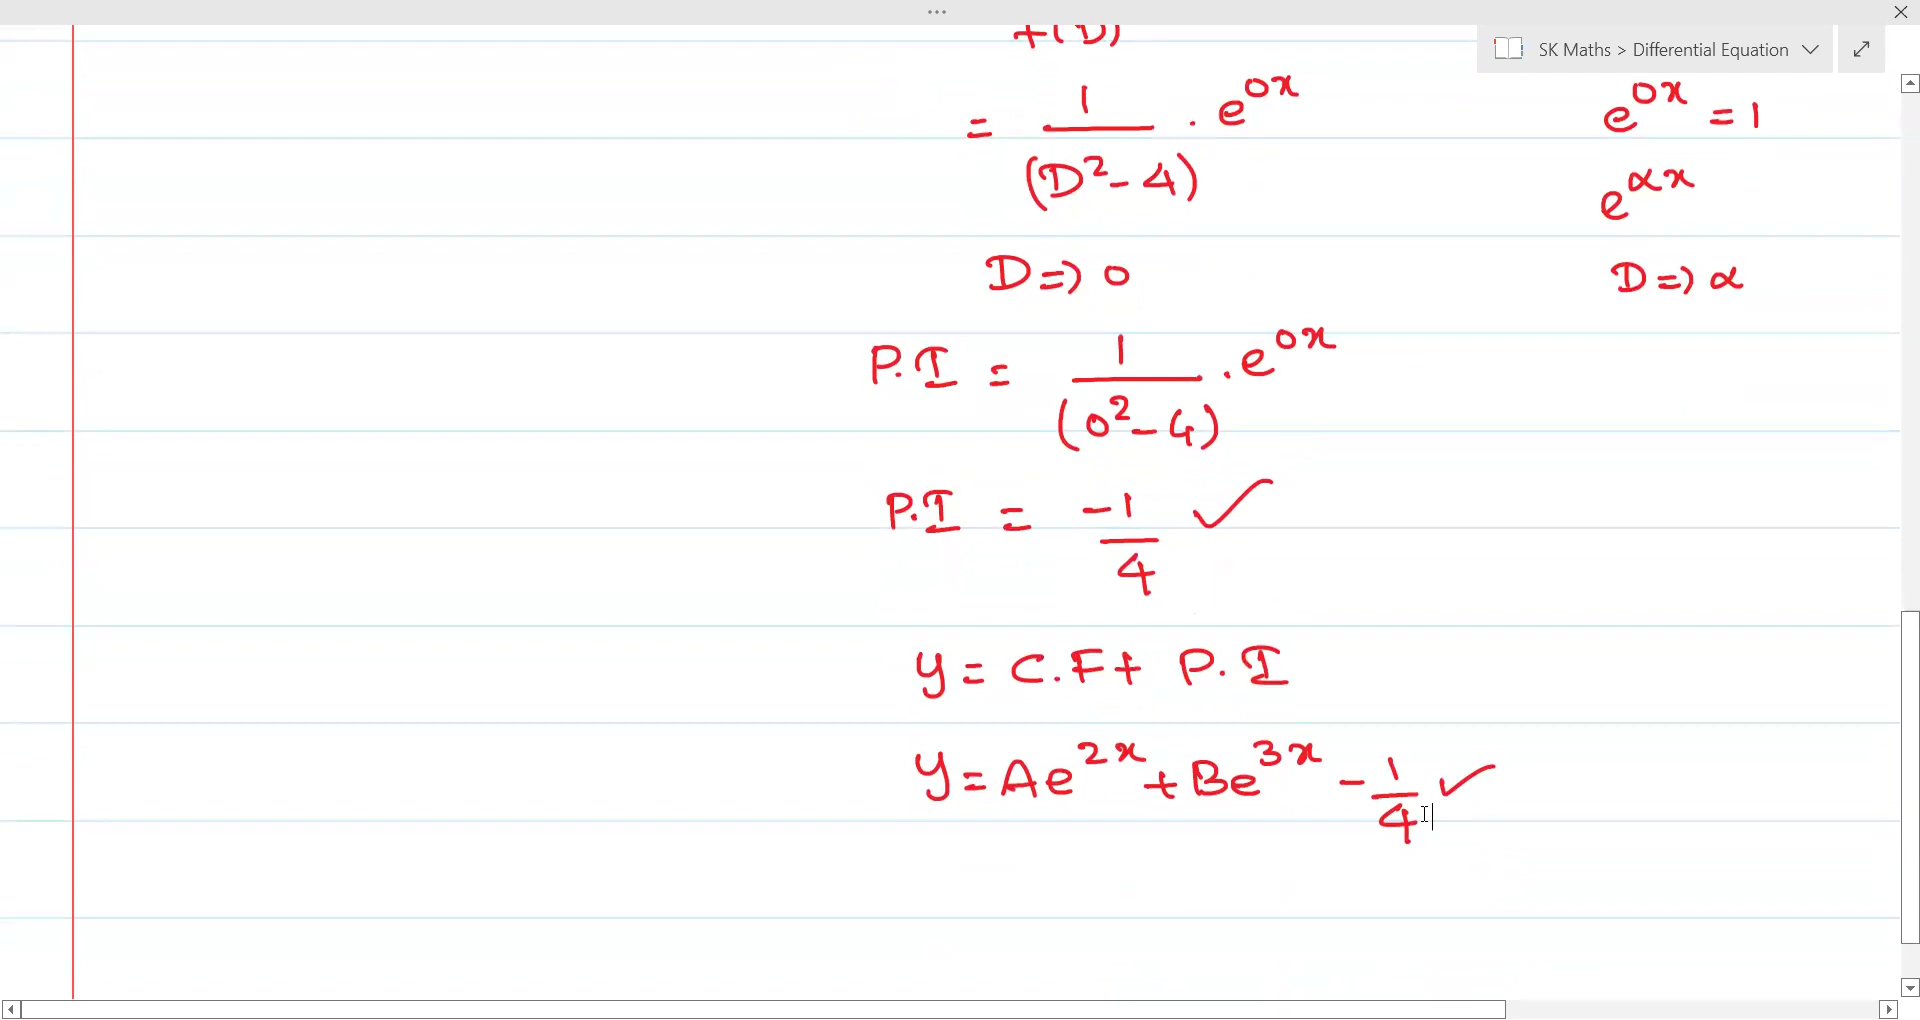 f(D)
SK Maths > Differential Equation
= 1/(D² - 4) . e^(0x)
e^(0x) = 1
e^(αx)
D => 0
D => α
P.I = 1/(0² - 4) . e^(0x)
P.I = -1/4 ✓
y = C.F + P.I
y = Ae^(2x) + Be^(3x) - 1/4 ✓